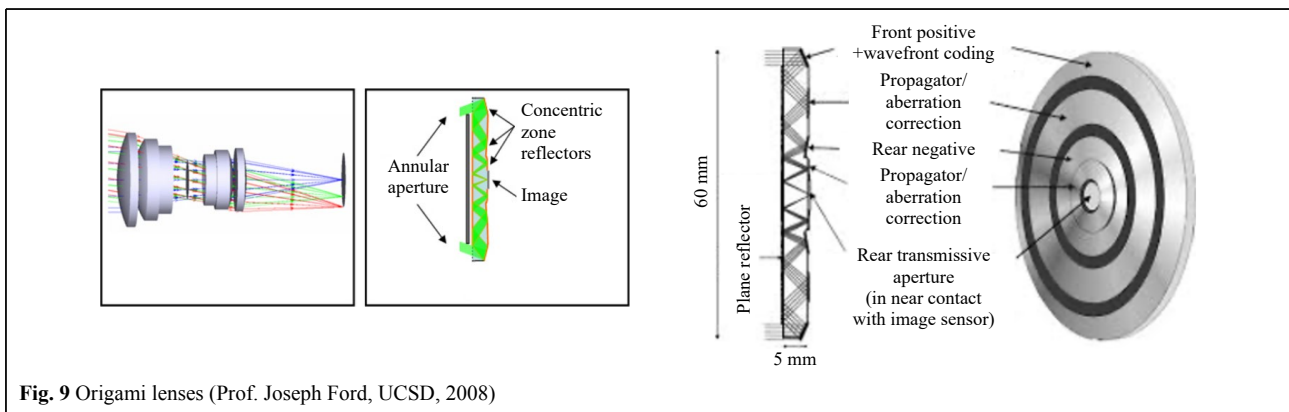 Annular
aperture
Concentric
zone
reflectors
Image
60 mm
Plane reflector
5 mm
Front positive
+wavefront coding
Propagator/
aberration
correction
Rear negative
Propagator/
aberration
correction
Rear transmissive
aperture
(in near contact
with image sensor)
Fig. 9 Origami lenses (Prof. Joseph Ford, UCSD, 2008)